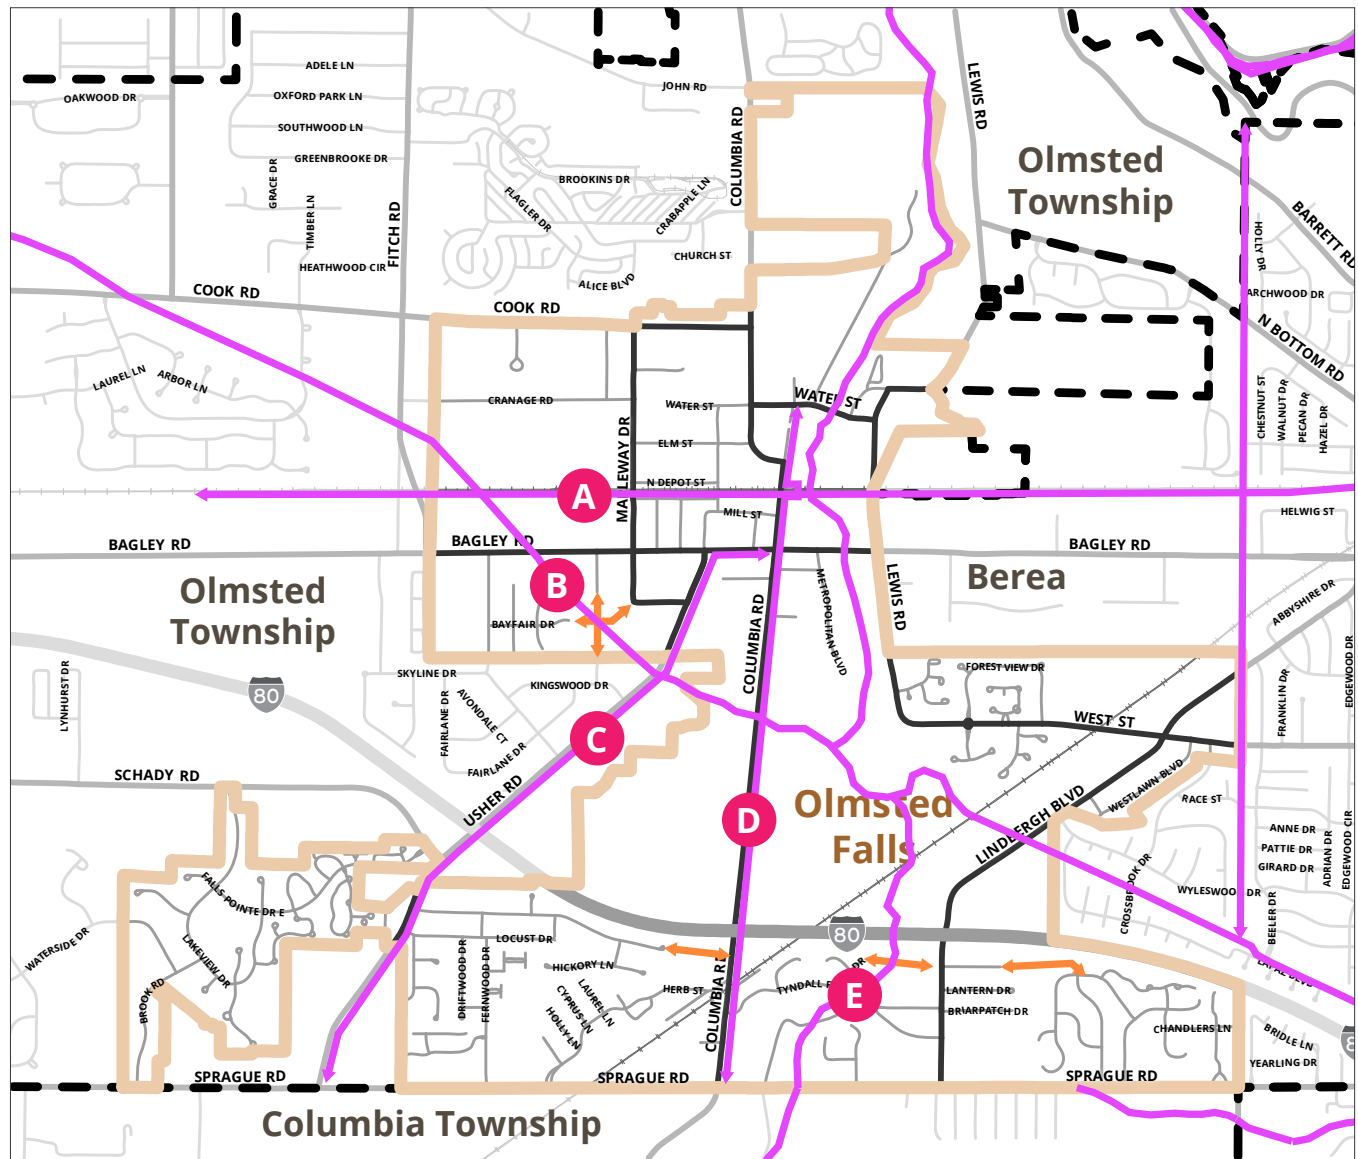 ADELE LN
OAKWOOD DR
OXFORD PARK LN
JOHN RD
SOUTHWOOD LN
GREENBROOKE DR
GRACE DR
TIMBER LN
HEATHWOOD CIR
FITCH RD
BROOKINS DR
FLAGLER DR
CRABAPPLE LN
CHURCH ST
ALICE BLVD
COLUMBIA RD
LEWIS RD
Olmsted
Township
BARRETT RD
HOLLY DR
ARCHWOOD DR
N BOTTOM RD
COOK RD
COOK RD
LAUREL LN
ARBOR LN
CRANAGE RD
WATER ST
WATER ST
ELM ST
N DEPOT ST
MILL ST
CHESTNUT ST
WALNUT DR
PECAN DR
HAZEL DR
A
HELWIG ST
BAGLEY RD
BAGLEY RD
BAGLEY RD
Olmsted
Township
B
BAYFAIR DR
METROPOLITAN BLVD
LEWIS RD
Berea
ABBYSHIRE DR
COLUMBIA RD
LYNHURST DR
80
SKYLINE DR
KINGSWOOD DR
FAIRLANE DR
AVONDALE CT
FAIRLANE DR
FOREST VIEW DR
WEST ST
FRANKLIN DR
EDGEWOOD DR
C
SCHADY RD
USHER RD
D
Olmsted
Falls
LINDBERGH BLVD
WESTLAWN BLVD
RACE ST
ANNE DR
PATTIE DR
GIRARD DR
ADRIAN DR
EDGEWOOD CIR
CROSSBROOK DR
WYLESWOOD DR
BEELER DR
FALLS POINTE DR E
LAKEVIEW DR
WATERSIDE DR
BROOK RD
LOCUST DR
DRIFTWOOD DR
FERNWOOD DR
HICKORY LN
LAUREL LN
CYPRUS LN
HOLLY LN
HERB ST
COLUMBIA RD
80
E
LANTERN DR
BRIARPATCH DR
CHANDLERS LN
BRIDLE LN
YEARLING DR
SPRAGUE RD
SPRAGUE RD
SPRAGUE RD
Columbia Township